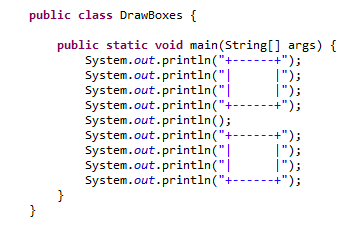 public class DrawBoxes {
public static void main(String[] args) {
System.out.println("+------+");
System.out.println("|      |");
System.out.println("|      |");
System.out.println("+------+");
System.out.println();
System.out.println("+------+");
System.out.println("|      |");
System.out.println("|      |");
System.out.println("+------+");
}
}